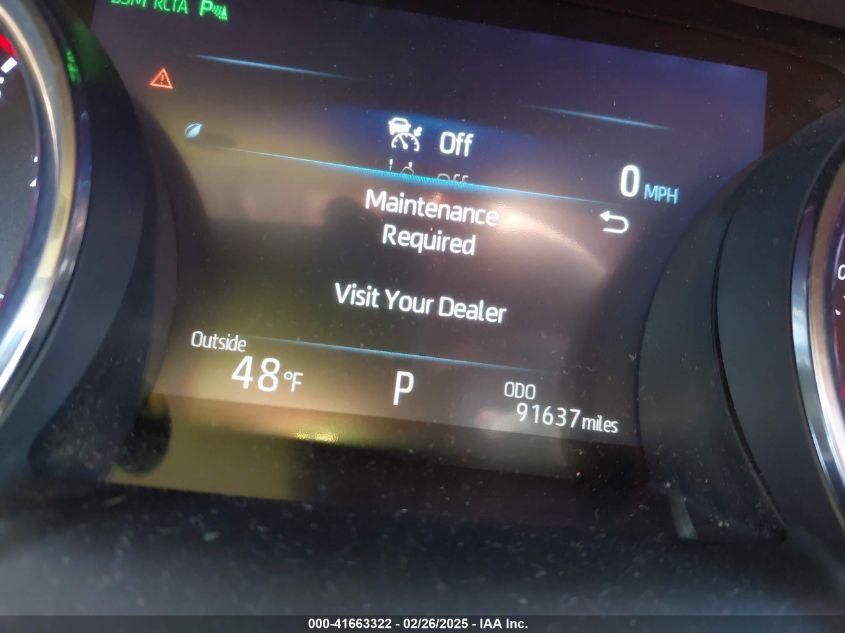 BSM RCTA P
Off
Off
0 MPH
Maintenance
Required
Visit Your Dealer
Outside
48°F
P
ODO
91637 miles
000-41663322 - 02/26/2025 - IAA Inc.